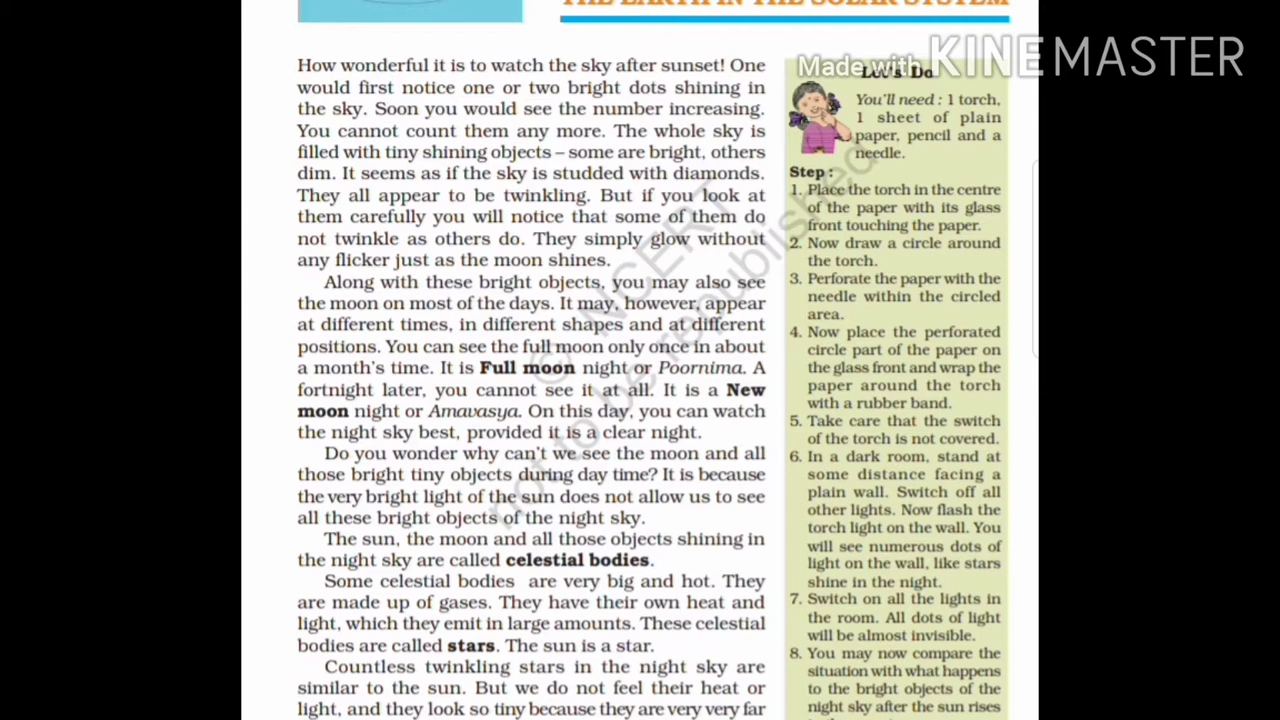 THE EARTH IN THE SOLAR SYSTEM
Made with KINEMASTER
How wonderful it is to watch the sky after sunset! One
would first notice one or two bright dots shining in
the sky. Soon you would see the number increasing.
You cannot count them any more. The whole sky is
filled with tiny shining objects – some are bright, others
dim. It seems as if the sky is studded with diamonds.
They all appear to be twinkling. But if you look at
them carefully you will notice that some of them do
not twinkle as others do. They simply glow without
any flicker just as the moon shines.
Along with these bright objects, you may also see
the moon on most of the days. It may, however, appear
at different times, in different shapes and at different
positions. You can see the full moon only once in about
a month's time. It is Full moon night or Poornima. A
fortnight later, you cannot see it at all. It is a New
moon night or Amavasya. On this day, you can watch
the night sky best, provided it is a clear night.
Do you wonder why can't we see the moon and all
those bright tiny objects during day time? It is because
the very bright light of the sun does not allow us to see
all these bright objects of the night sky.
The sun, the moon and all those objects shining in
the night sky are called celestial bodies.
Some celestial bodies are very big and hot. They
are made up of gases. They have their own heat and
light, which they emit in large amounts. These celestial
bodies are called stars. The sun is a star.
Countless twinkling stars in the night sky are
similar to the sun. But we do not feel their heat or
light, and they look so tiny because they are very very far
Let's Do
You'll need : 1 torch,
1 sheet of plain
paper, pencil and a
needle.
Step :
1. Place the torch in the centre
of the paper with its glass
front touching the paper.
2. Now draw a circle around
the torch.
3. Perforate the paper with the
needle within the circled
area.
4. Now place the perforated
circle part of the paper on
the glass front and wrap the
paper around the torch
with a rubber band.
5. Take care that the switch
of the torch is not covered.
6. In a dark room, stand at
some distance facing a
plain wall. Switch off all
other lights. Now flash the
torch light on the wall. You
will see numerous dots of
light on the wall, like stars
shine in the night.
7. Switch on all the lights in
the room. All dots of light
will be almost invisible.
8. You may now compare the
situation with what happens
to the bright objects of the
night sky after the sun rises
© NCERT
not to be republished